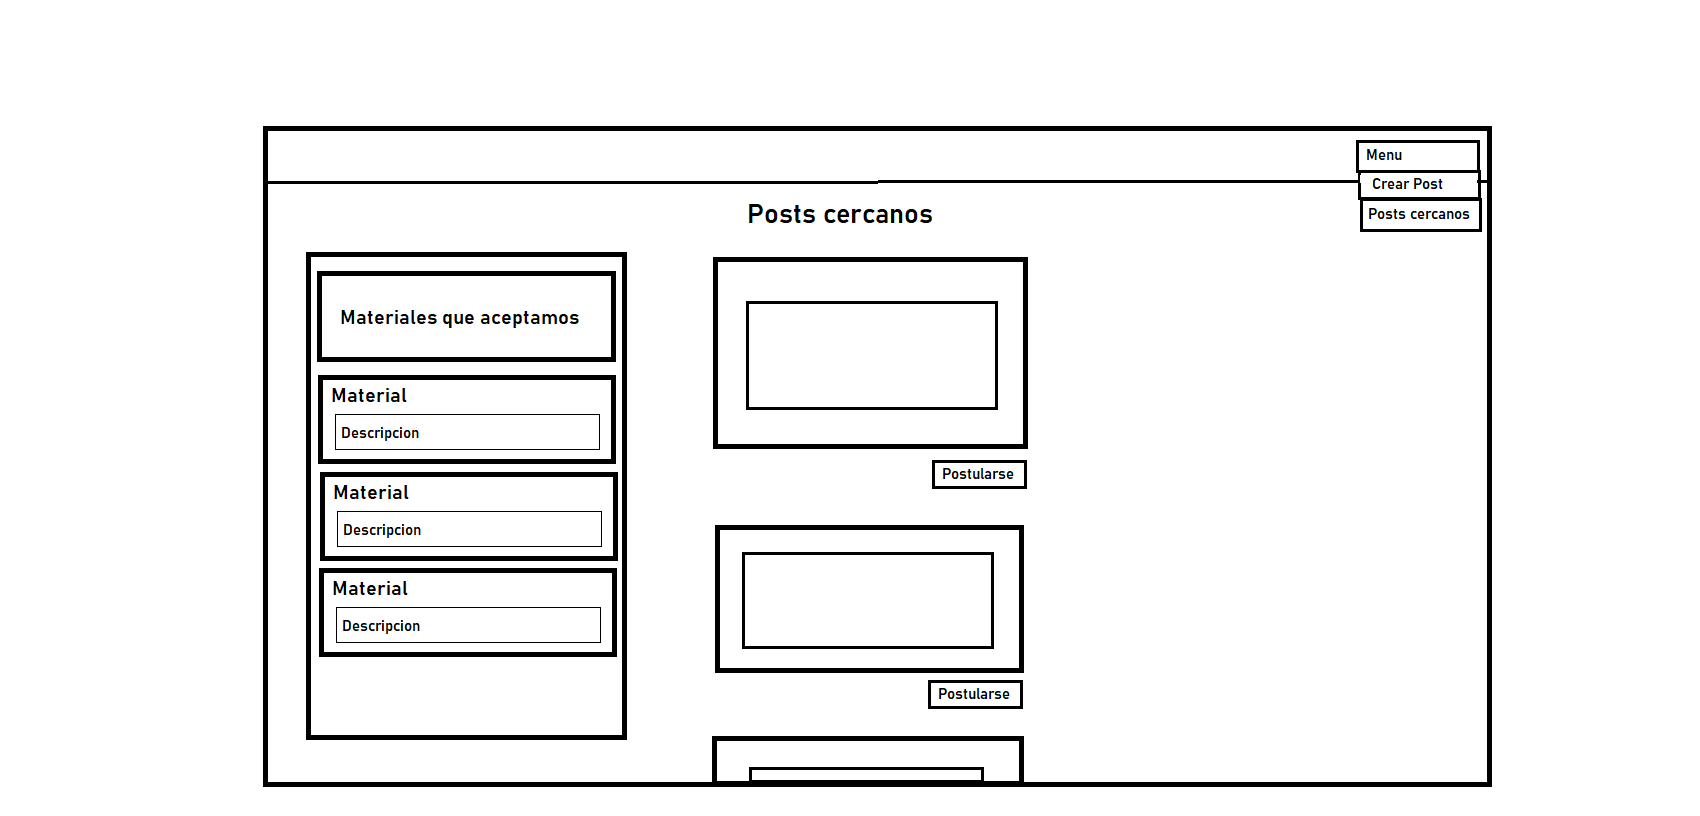 Menu
Crear Post
Posts cercanos
Posts cercanos
Materiales que aceptamos
Material
Descripcion
Material
Descripcion
Material
Descripcion
Postularse
Postularse